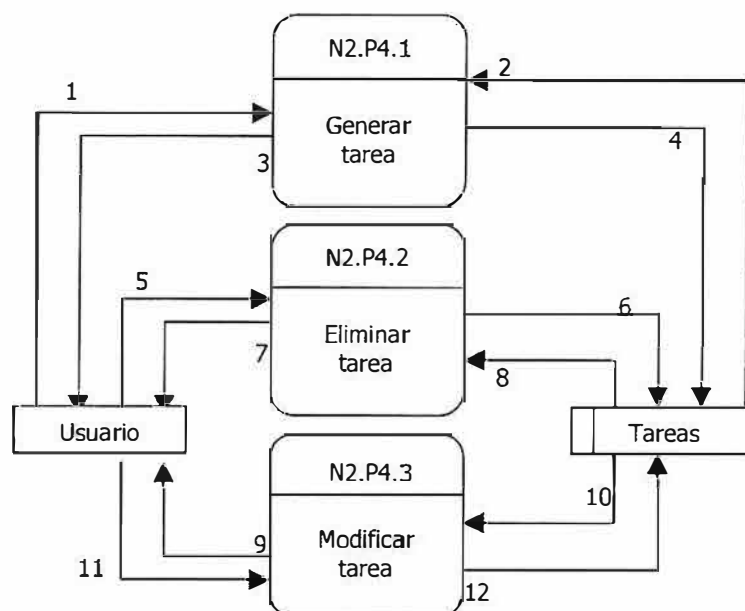 N2.P4.1
2
1
Generar
tarea
3
4
N2.P4.2
5
6
Eliminar
tarea
7
8
Usuario
Tareas
N2.P4.3
10
9
Modificar
tarea
11
12